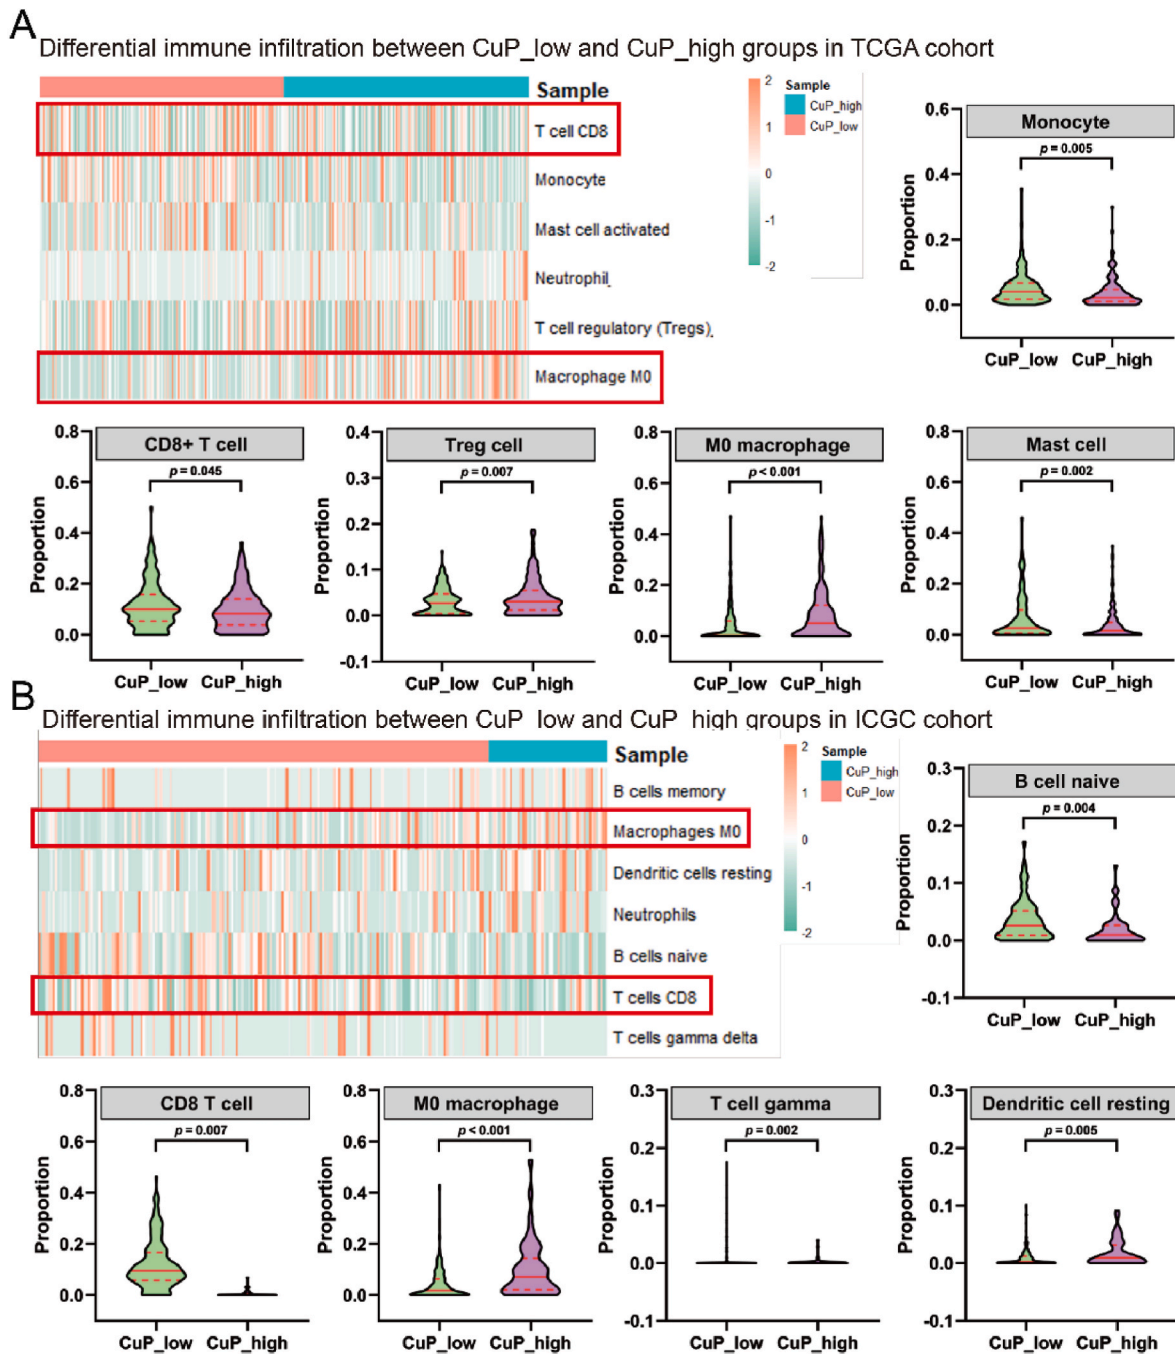 A
Differential immune infiltration between CuP_low and CuP_high groups in TCGA cohort
Sample
T cell CD8
Monocyte
Mast cell activated
Neutrophil
T cell regulatory (Tregs)
Macrophage M0
2
1
0
-1
-2
Sample
CuP_high
CuP_low
Monocyte
p = 0.005
Proportion
0.6
0.4
0.2
0.0
CuP_low CuP_high
CD8+ T cell
p = 0.045
Proportion
0.8
0.6
0.4
0.2
0.0
CuP_low CuP_high
Treg cell
p = 0.007
Proportion
0.4
0.3
0.2
0.1
0.0
-0.1
CuP_low CuP_high
M0 macrophage
p < 0.001
Proportion
0.8
0.6
0.4
0.2
0.0
CuP_low CuP_high
Mast cell
p = 0.002
Proportion
0.8
0.6
0.4
0.2
0.0
CuP_low CuP_high
B
Differential immune infiltration between CuP_low and CuP_high groups in ICGC cohort
Sample
B cells memory
Macrophages M0
Dendritic cells resting
Neutrophils
B cells naive
T cells CD8
T cells gamma delta
2
1
0
-1
-2
Sample
CuP_high
CuP_low
B cell naive
p = 0.004
Proportion
0.3
0.2
0.1
0.0
-0.1
CuP_low CuP_high
CD8 T cell
p = 0.007
Proportion
0.8
0.6
0.4
0.2
0.0
CuP_low CuP_high
M0 macrophage
p < 0.001
Proportion
0.8
0.6
0.4
0.2
0.0
CuP_low CuP_high
T cell gamma
p = 0.002
Proportion
0.3
0.2
0.1
0.0
-0.1
CuP_low CuP_high
Dendritic cell resting
p = 0.005
Proportion
0.3
0.2
0.1
0.0
-0.1
CuP_low CuP_high